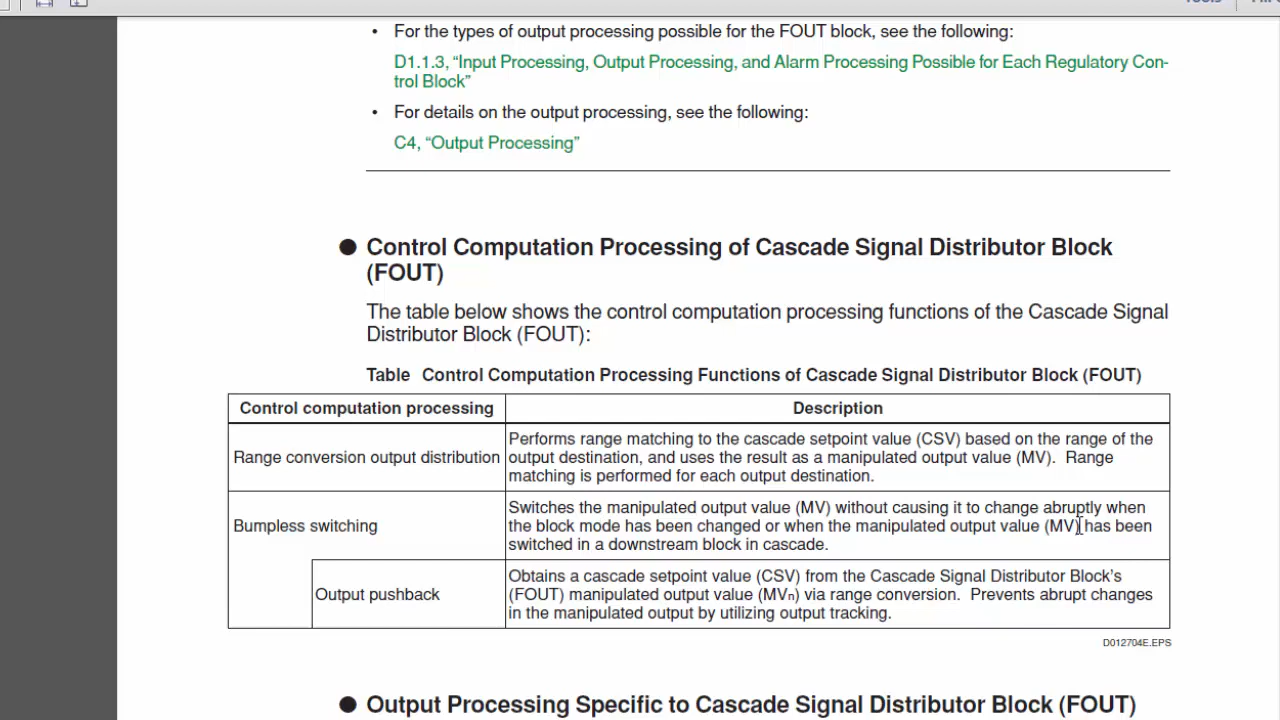 • For the types of output processing possible for the FOUT block, see the following:
D1.1.3, “Input Processing, Output Processing, and Alarm Processing Possible for Each Regulatory Con-
trol Block”
• For details on the output processing, see the following:
C4, “Output Processing”
● Control Computation Processing of Cascade Signal Distributor Block
(FOUT)
The table below shows the control computation processing functions of the Cascade Signal
Distributor Block (FOUT):
Table Control Computation Processing Functions of Cascade Signal Distributor Block (FOUT)
Control computation processing
Description
Range conversion output distribution
Performs range matching to the cascade setpoint value (CSV) based on the range of the
output destination, and uses the result as a manipulated output value (MV). Range
matching is performed for each output destination.
Bumpless switching
Switches the manipulated output value (MV) without causing it to change abruptly when
the block mode has been changed or when the manipulated output value (MV) has been
switched in a downstream block in cascade.
Output pushback
Obtains a cascade setpoint value (CSV) from the Cascade Signal Distributor Block’s
(FOUT) manipulated output value (MVn) via range conversion. Prevents abrupt changes
in the manipulated output by utilizing output tracking.
D012704E.EPS
● Output Processing Specific to Cascade Signal Distributor Block (FOUT)